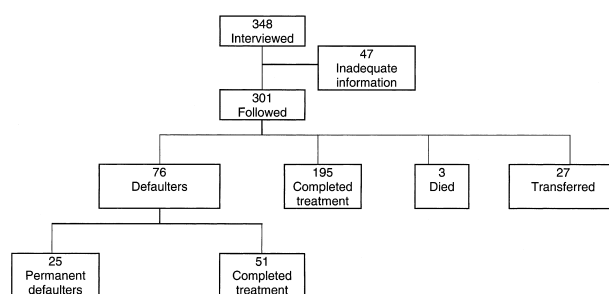 348
Interviewed
47
Inadequate
information
301
Followed
76
Defaulters
195
Completed
treatment
3
Died
27
Transferred
25
Permanent
defaulters
51
Completed
treatment